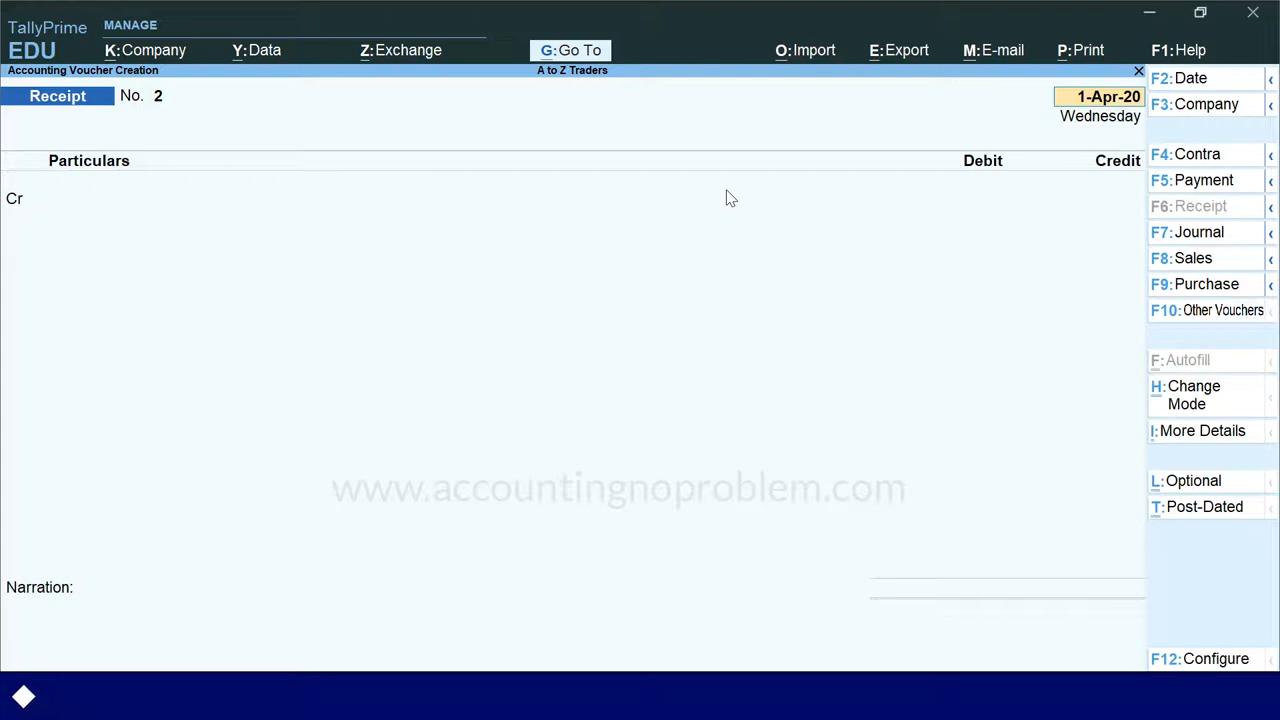 TallyPrime MANAGE
EDU K:Company Y:Data Z:Exchange G:Go To O:Import E:Export M:E-mail P:Print F1:Help
Accounting Voucher Creation A to Z Traders
Receipt No. 2 1-Apr-20
Wednesday
Particulars Debit Credit
Cr
www.accountingnoproblem.com
Narration:
F2:Date
F3:Company
F4:Contra
F5:Payment
F6:Receipt
F7:Journal
F8:Sales
F9:Purchase
F10:Other Vouchers
F:Autofill
H:Change
Mode
I:More Details
L:Optional
T:Post-Dated
F12:Configure